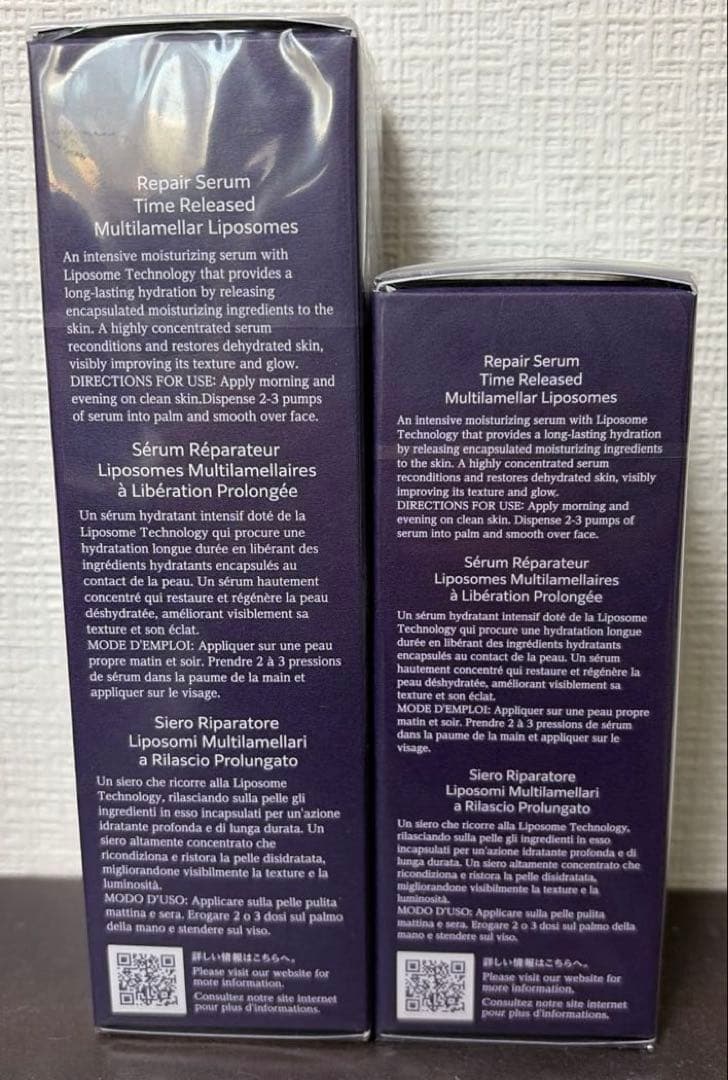 Repair Serum
Time Released
Multilamellar Liposomes
An intensive moisturizing serum with
Liposome Technology that provides a
long-lasting hydration by releasing
encapsulated moisturizing ingredients to the
skin. A highly concentrated serum
reconditions and restores dehydrated skin,
visibly improving its texture and glow.
DIRECTIONS FOR USE: Apply morning and
evening on clean skin.Dispense 2-3 pumps
of serum into palm and smooth over face.
Sérum Réparateur
Liposomes Multilamellaires
à Libération Prolongée
Un sérum hydratant intensif doté de la
Liposome Technology qui procure une
hydratation longue durée en libérant des
ingrédients hydratants encapsulés au
contact de la peau. Un sérum hautement
concentré qui restaure et régénère la peau
déshydratée, améliorant visiblement sa
texture et son éclat.
MODE D'EMPLOI: Appliquer sur une peau
propre matin et soir. Prendre 2 à 3 pressions
de sérum dans la paume de la main et
appliquer sur le visage.
Siero Riparatore
Liposomi Multilamellari
a Rilascio Prolungato
Un siero che ricorre alla Liposome
Technology, rilasciando sulla pelle gli
ingredienti in esso incapsulati per un'azione
idratante profonda e di lunga durata. Un
siero altamente concentrato che
ricondiziona e ristora la pelle disidratata,
migliorandone visibilmente la texture e la
luminosità.
MODO D'USO: Applicare sulla pelle pulita
mattina e sera. Erogare 2 o 3 dosi sul palmo
della mano e stendere sul viso.
詳しい情報はこちらへ。
Please visit our website for
more information.
Consultez notre site internet
pour plus d'informations.
Repair Serum
Time Released
Multilamellar Liposomes
An intensive moisturizing serum with Liposome
Technology that provides a long-lasting hydration
by releasing encapsulated moisturizing ingredients
to the skin. A highly concentrated serum
reconditions and restores dehydrated skin, visibly
improving its texture and glow.
DIRECTIONS FOR USE: Apply morning and
evening on clean skin. Dispense 2-3 pumps of
serum into palm and smooth over face.
Sérum Réparateur
Liposomes Multilamellaires
à Libération Prolongée
Un sérum hydratant intensif doté de la Liposome
Technology qui procure une hydratation longue
durée en libérant des ingrédients hydratants
encapsulés au contact de la peau. Un sérum
hautement concentré qui restaure et régénère la
peau déshydratée, améliorant visiblement sa
texture et son éclat.
MODE D'EMPLOI: Appliquer sur une peau propre
matin et soir. Prendre 2 à 3 pressions de sérum
dans la paume de la main et appliquer sur le
visage.
Siero Riparatore
Liposomi Multilamellari
a Rilascio Prolungato
Un siero che ricorre alla Liposome Technology,
rilasciando sulla pelle gli ingredienti in esso
incapsulati per un'azione idratante profonda e di
lunga durata. Un siero altamente concentrato che
ricondiziona e ristora la pelle disidratata,
migliorandone visibilmente la texture e la
luminosità.
MODO D'USO: Applicare sulla pelle pulita
mattina e sera. Erogare 2 o 3 dosi sul palmo della
mano e stendere sul viso.
詳しい情報はこちらへ。
Please visit our website for
more information.
Consultez notre site internet
pour plus d'informations.